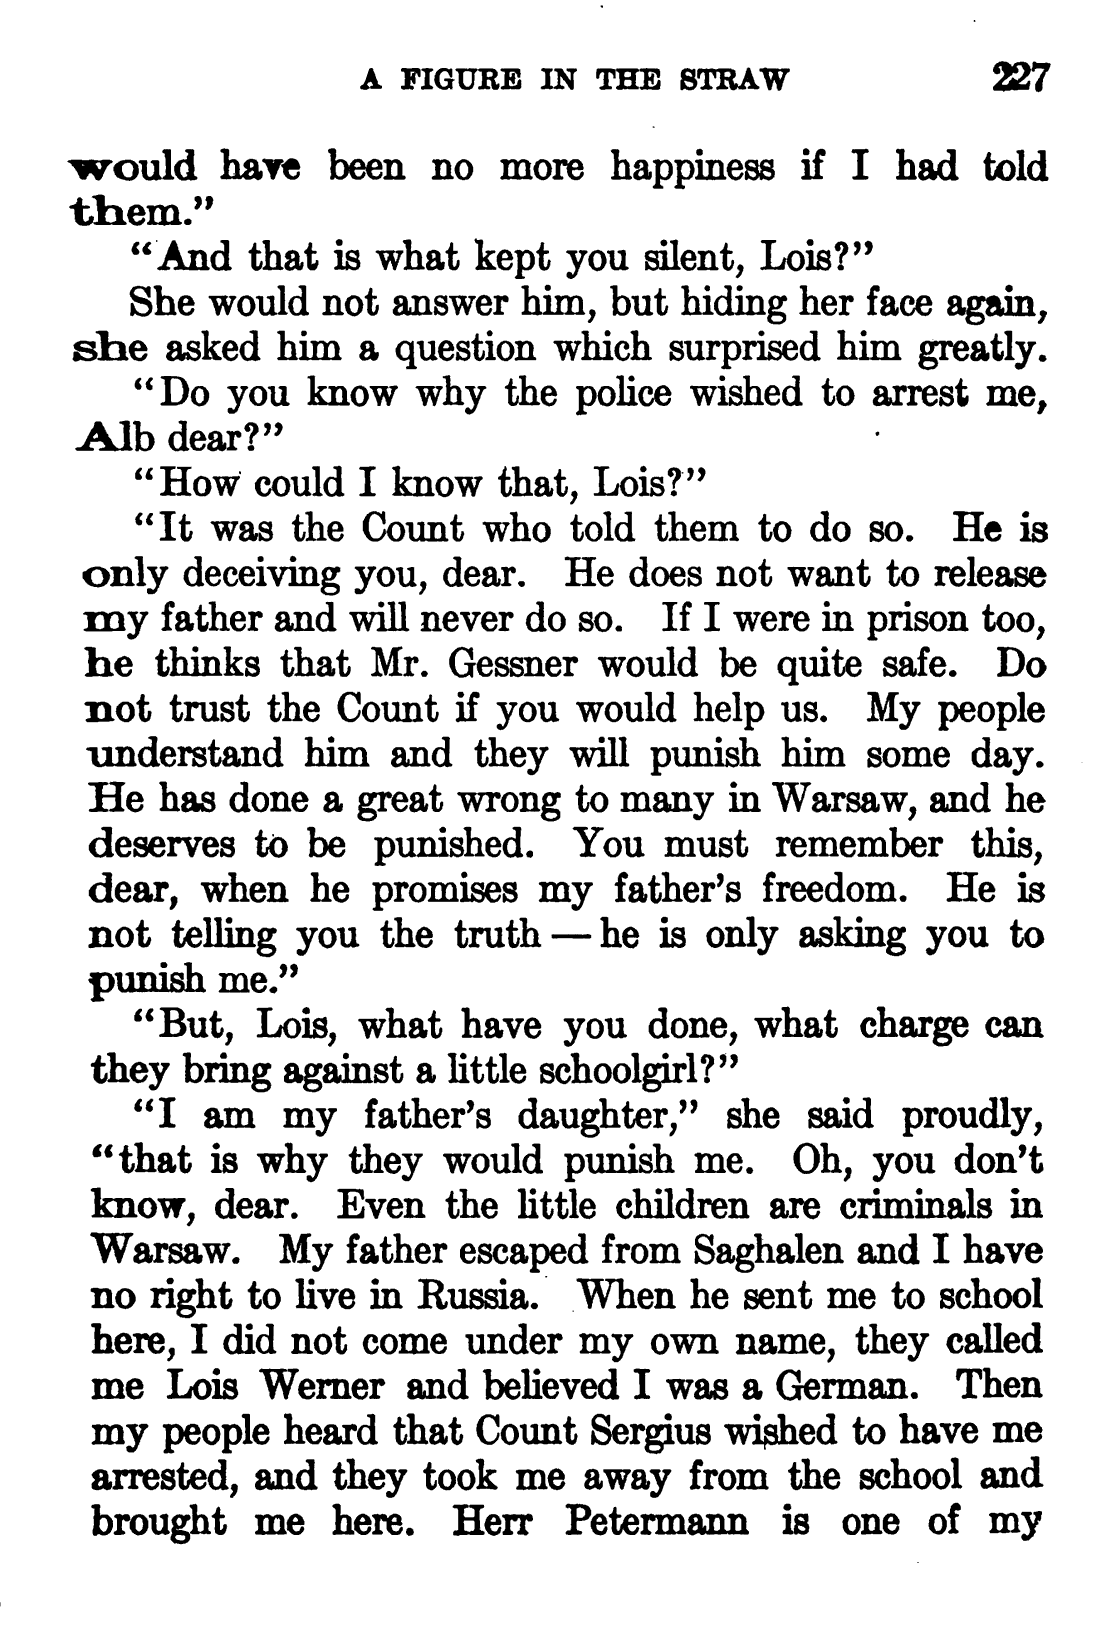 A FIGURE IN THE STRAW 227
would have been no more happiness if I had told
them."
"And that is what kept you silent, Lois?"
She would not answer him, but hiding her face again,
she asked him a question which surprised him greatly.
"Do you know why the police wished to arrest me,
Alb dear?"
"How could I know that, Lois?"
"It was the Count who told them to do so. He is
only deceiving you, dear. He does not want to release
my father and will never do so. If I were in prison too,
he thinks that Mr. Gessner would be quite safe. Do
not trust the Count if you would help us. My people
understand him and they will punish him some day.
He has done a great wrong to many in Warsaw, and he
deserves to be punished. You must remember this,
dear, when he promises my father's freedom. He is
not telling you the truth — he is only asking you to
punish me."
"But, Lois, what have you done, what charge can
they bring against a little schoolgirl?"
"I am my father's daughter," she said proudly,
"that is why they would punish me. Oh, you don't
know, dear. Even the little children are criminals in
Warsaw. My father escaped from Saghalen and I have
no right to live in Russia. When he sent me to school
here, I did not come under my own name, they called
me Lois Werner and believed I was a German. Then
my people heard that Count Sergius wished to have me
arrested, and they took me away from the school and
brought me here. Herr Petermann is one of my